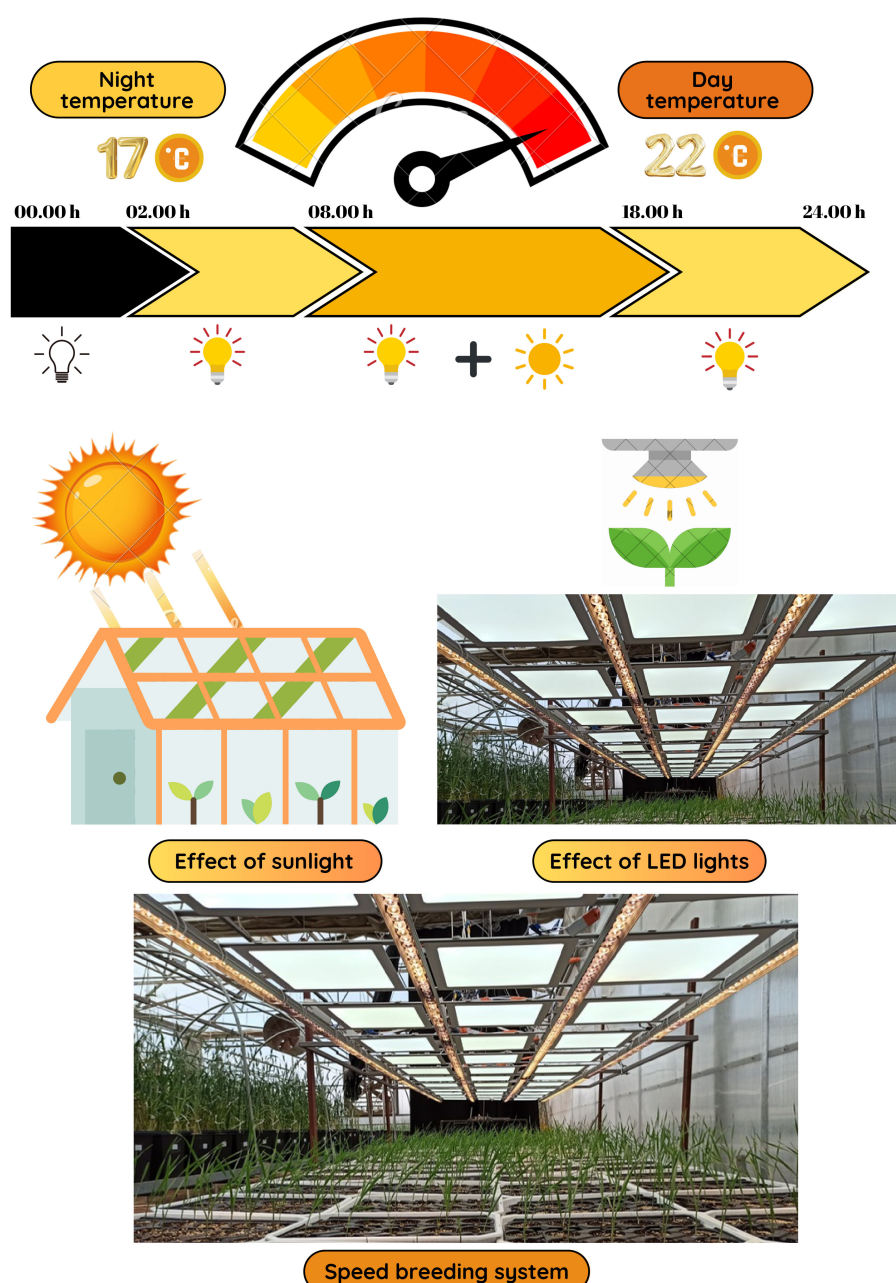 Night
temperature
17 °C
Day
temperature
22 °C
00.00 h 02.00 h 08.00 h 18.00 h 24.00 h
Effect of sunlight
Effect of LED lights
Speed breeding system